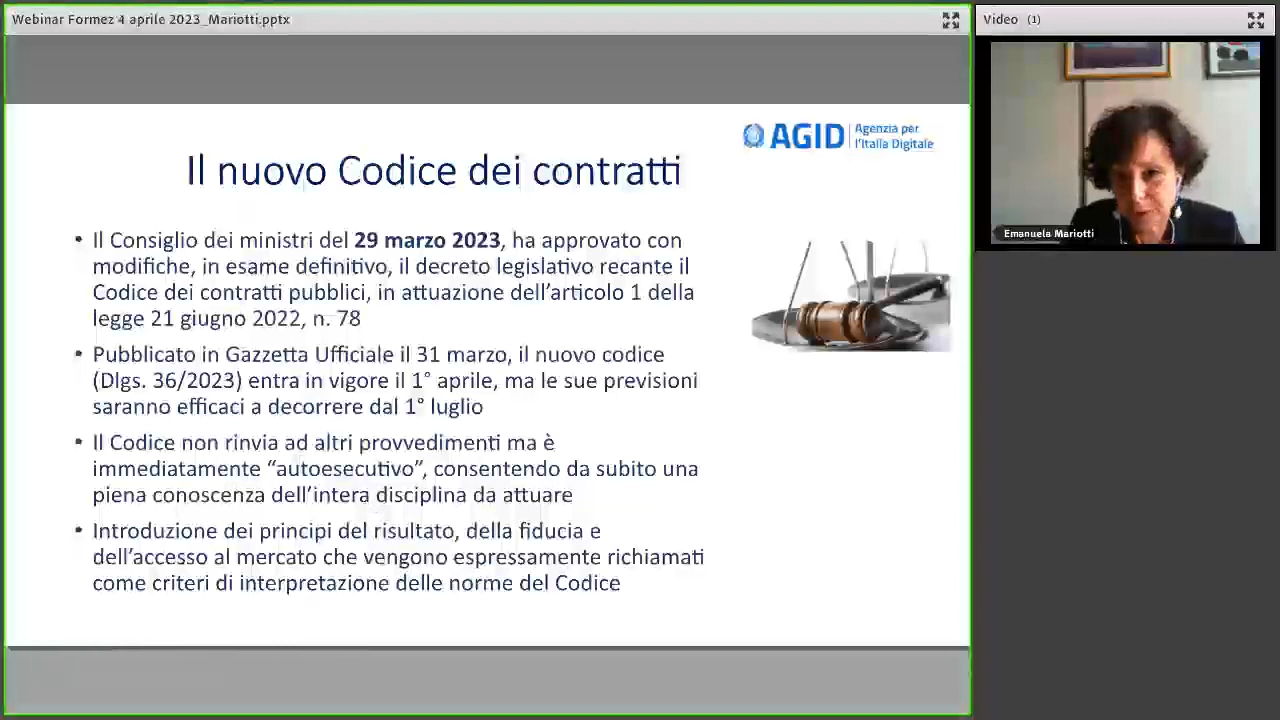 Webinar Formez 4 aprile 2023_Mariotti.pptx
Video (1)
AGID Agenzia per
l'Italia Digitale
Il nuovo Codice dei contratti
Emanuela Mariotti
• Il Consiglio dei ministri del 29 marzo 2023, ha approvato con
modifiche, in esame definitivo, il decreto legislativo recante il
Codice dei contratti pubblici, in attuazione dell’articolo 1 della
legge 21 giugno 2022, n. 78
• Pubblicato in Gazzetta Ufficiale il 31 marzo, il nuovo codice
(Dlgs. 36/2023) entra in vigore il 1° aprile, ma le sue previsioni
saranno efficaci a decorrere dal 1° luglio
• Il Codice non rinvia ad altri provvedimenti ma è
immediatamente “autoesecutivo”, consentendo da subito una
piena conoscenza dell’intera disciplina da attuare
• Introduzione dei principi del risultato, della fiducia e
dell’accesso al mercato che vengono espressamente richiamati
come criteri di interpretazione delle norme del Codice